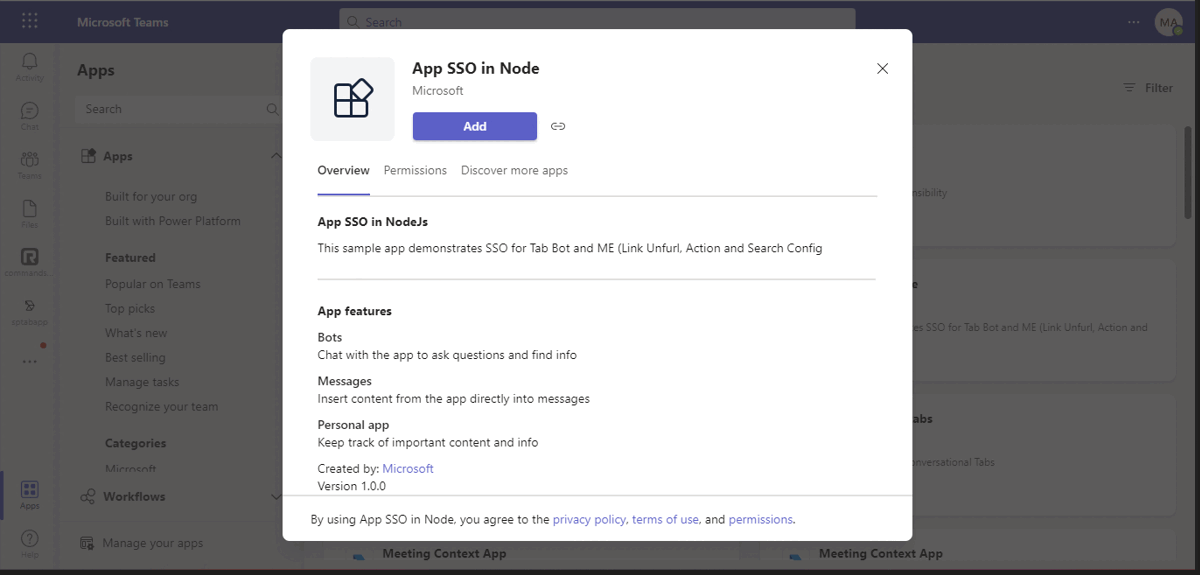 Microsoft Teams
Search
MA
Activity
Chat
Teams
Files
commands...
Apps
Help
Apps
Search
Apps
Built for your org
Built with Power Platform
Featured
Popular on Teams
Top picks
What's new
Best selling
Manage tasks
Recognize your team
Categories
Microsoft
Workflows
Manage your apps
App SSO in Node
Microsoft
Add
Overview
Permissions
Discover more apps
App SSO in NodeJs
This sample app demonstrates SSO for Tab Bot and ME (Link Unfurl, Action and Search Config
App features
Bots
Chat with the app to ask questions and find info
Messages
Insert content from the app directly into messages
Personal app
Keep track of important content and info
Created by: Microsoft
Version 1.0.0
By using App SSO in Node, you agree to the privacy policy, terms of use, and permissions.
Filter
nsibility
e
es SSO for Tab Bot and ME (Link Unfurl, Action and
abs
onversational Tabs
Meeting Context App
Meeting Context App